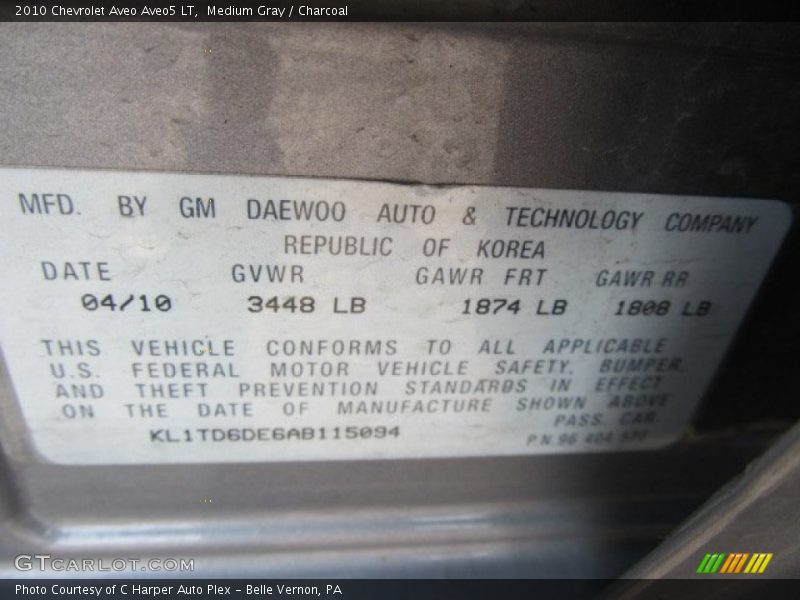 2010 Chevrolet Aveo Aveo5 LT, Medium Gray / Charcoal
MFD. BY GM DAEWOO AUTO & TECHNOLOGY COMPANY
REPUBLIC OF KOREA
DATE GVWR GAWR FRT GAWR RR
04/10 3448 LB 1874 LB 1808 LB
THIS VEHICLE CONFORMS TO ALL APPLICABLE
U.S. FEDERAL MOTOR VEHICLE SAFETY, BUMPER,
AND THEFT PREVENTION STANDARDS IN EFFECT
ON THE DATE OF MANUFACTURE SHOWN ABOVE
PASS. CAR.
KL1TD6DE6AB115094 P.N.96 404
GTCARLOT.COM
Photo Courtesy of C Harper Auto Plex - Belle Vernon, PA